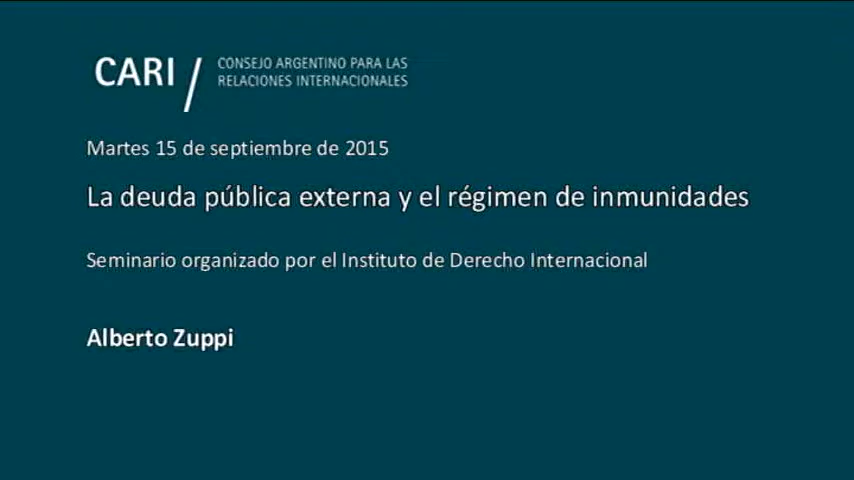 CARI
CONSEJO ARGENTINO PARA LAS
RELACIONES INTERNACIONALES
Martes 15 de septiembre de 2015
La deuda pública externa y el régimen de inmunidades
Seminario organizado por el Instituto de Derecho Internacional
Alberto Zuppi